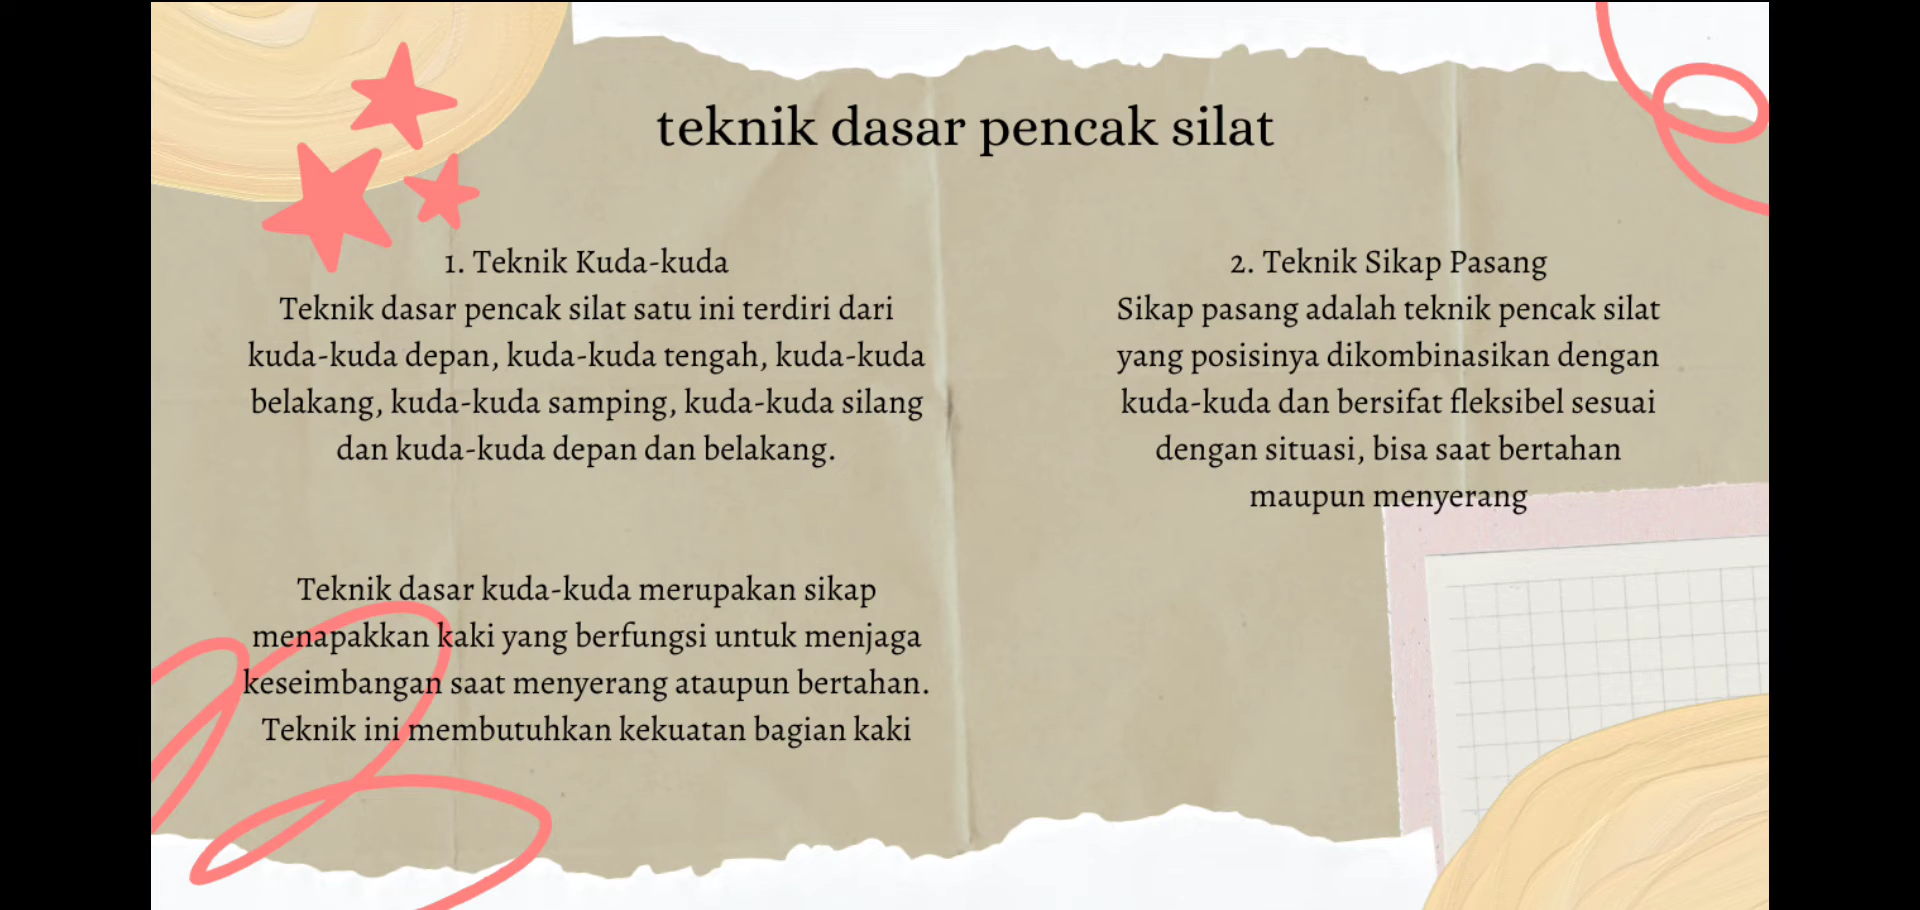 teknik dasar pencak silat
1. Teknik Kuda-kuda
Teknik dasar pencak silat satu ini terdiri dari
kuda-kuda depan, kuda-kuda tengah, kuda-kuda
belakang, kuda-kuda samping, kuda-kuda silang
dan kuda-kuda depan dan belakang.
Teknik dasar kuda-kuda merupakan sikap
menapakkan kaki yang berfungsi untuk menjaga
keseimbangan saat menyerang ataupun bertahan.
Teknik ini membutuhkan kekuatan bagian kaki
2. Teknik Sikap Pasang
Sikap pasang adalah teknik pencak silat
yang posisinya dikombinasikan dengan
kuda-kuda dan bersifat fleksibel sesuai
dengan situasi, bisa saat bertahan
maupun menyerang